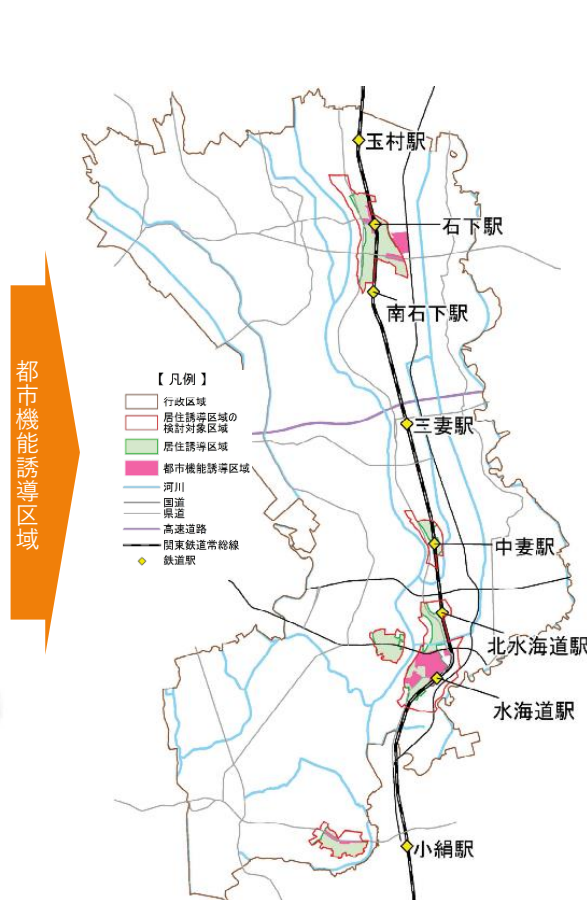 都市機能誘導区域
玉村駅
石下駅
南石下駅
三妻駅
中妻駅
北水海道駅
水海道駅
小絹駅
【 凡例 】
行政区域
居住誘導区域の
検討対象区域
居住誘導区域
都市機能誘導区域
河川
国道
県道
高速道路
関東鉄道常総線
鉄道駅